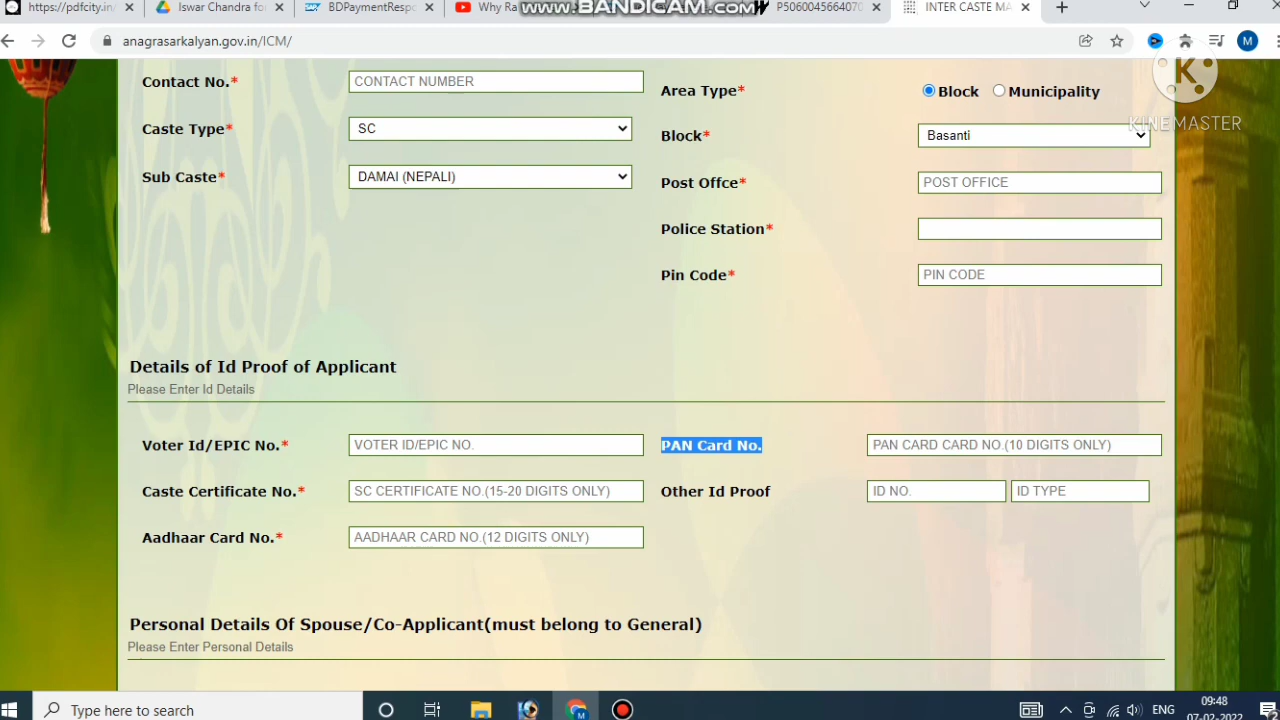 https://pdfcity.in/
Iswar Chandra for
BDPaymentRespo
Why Ra
www.BANDICAM.com
P5060045664070
INTER CASTE MA
anagrasarkalyan.gov.in/ICM/
M
K
KINEMASTER
Contact No.*
CONTACT NUMBER
Area Type*
Block
Municipality
Caste Type*
SC
Block*
Basanti
Sub Caste*
DAMAI (NEPALI)
Post Offce*
POST OFFICE
Police Station*
Pin Code*
PIN CODE
Details of Id Proof of Applicant
Please Enter Id Details
Voter Id/EPIC No.*
VOTER ID/EPIC NO.
PAN Card No.
PAN CARD CARD NO.(10 DIGITS ONLY)
Caste Certificate No.*
SC CERTIFICATE NO.(15-20 DIGITS ONLY)
Other Id Proof
ID NO.
ID TYPE
Aadhaar Card No.*
AADHAAR CARD NO.(12 DIGITS ONLY)
Personal Details Of Spouse/Co-Applicant(must belong to General)
Please Enter Personal Details
Type here to search
ENG
09:48
07-02-2022